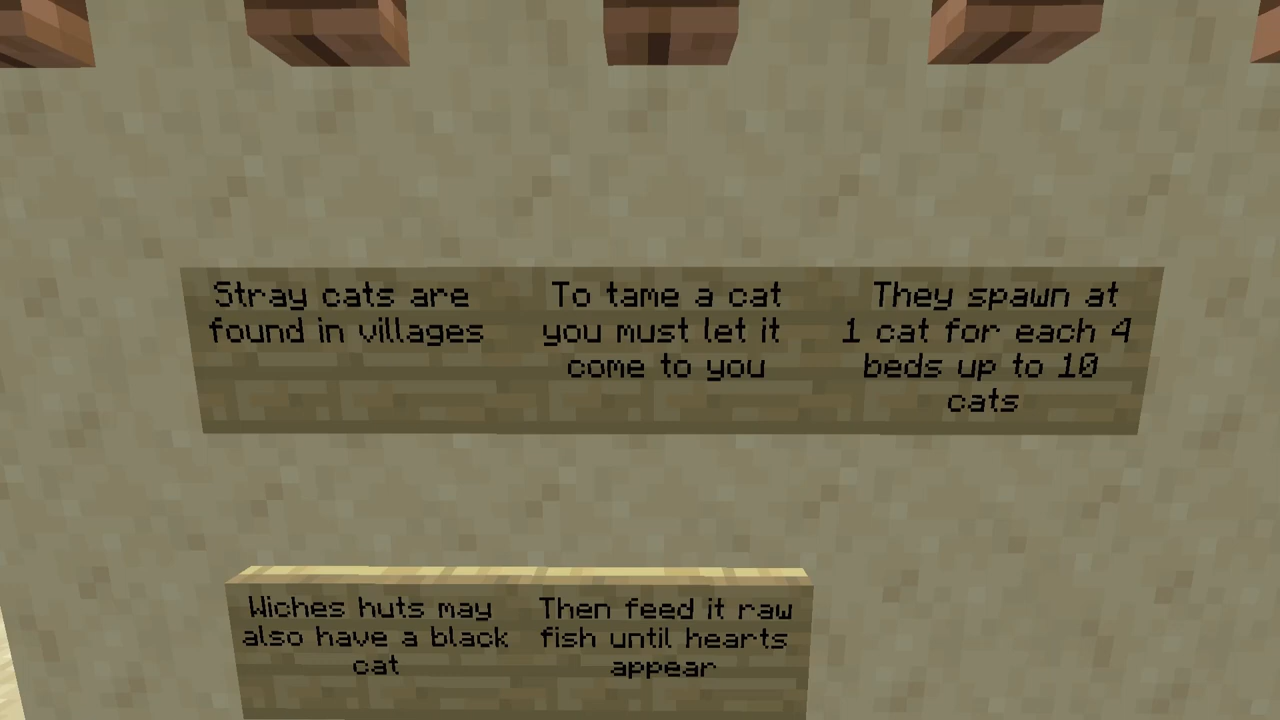 Stray cats are
found in villages
To tame a cat
you must let it
come to you
They spawn at
1 cat for each 4
beds up to 10
cats
Wiches huts may
also have a black
cat
Then feed it raw
fish until hearts
appear